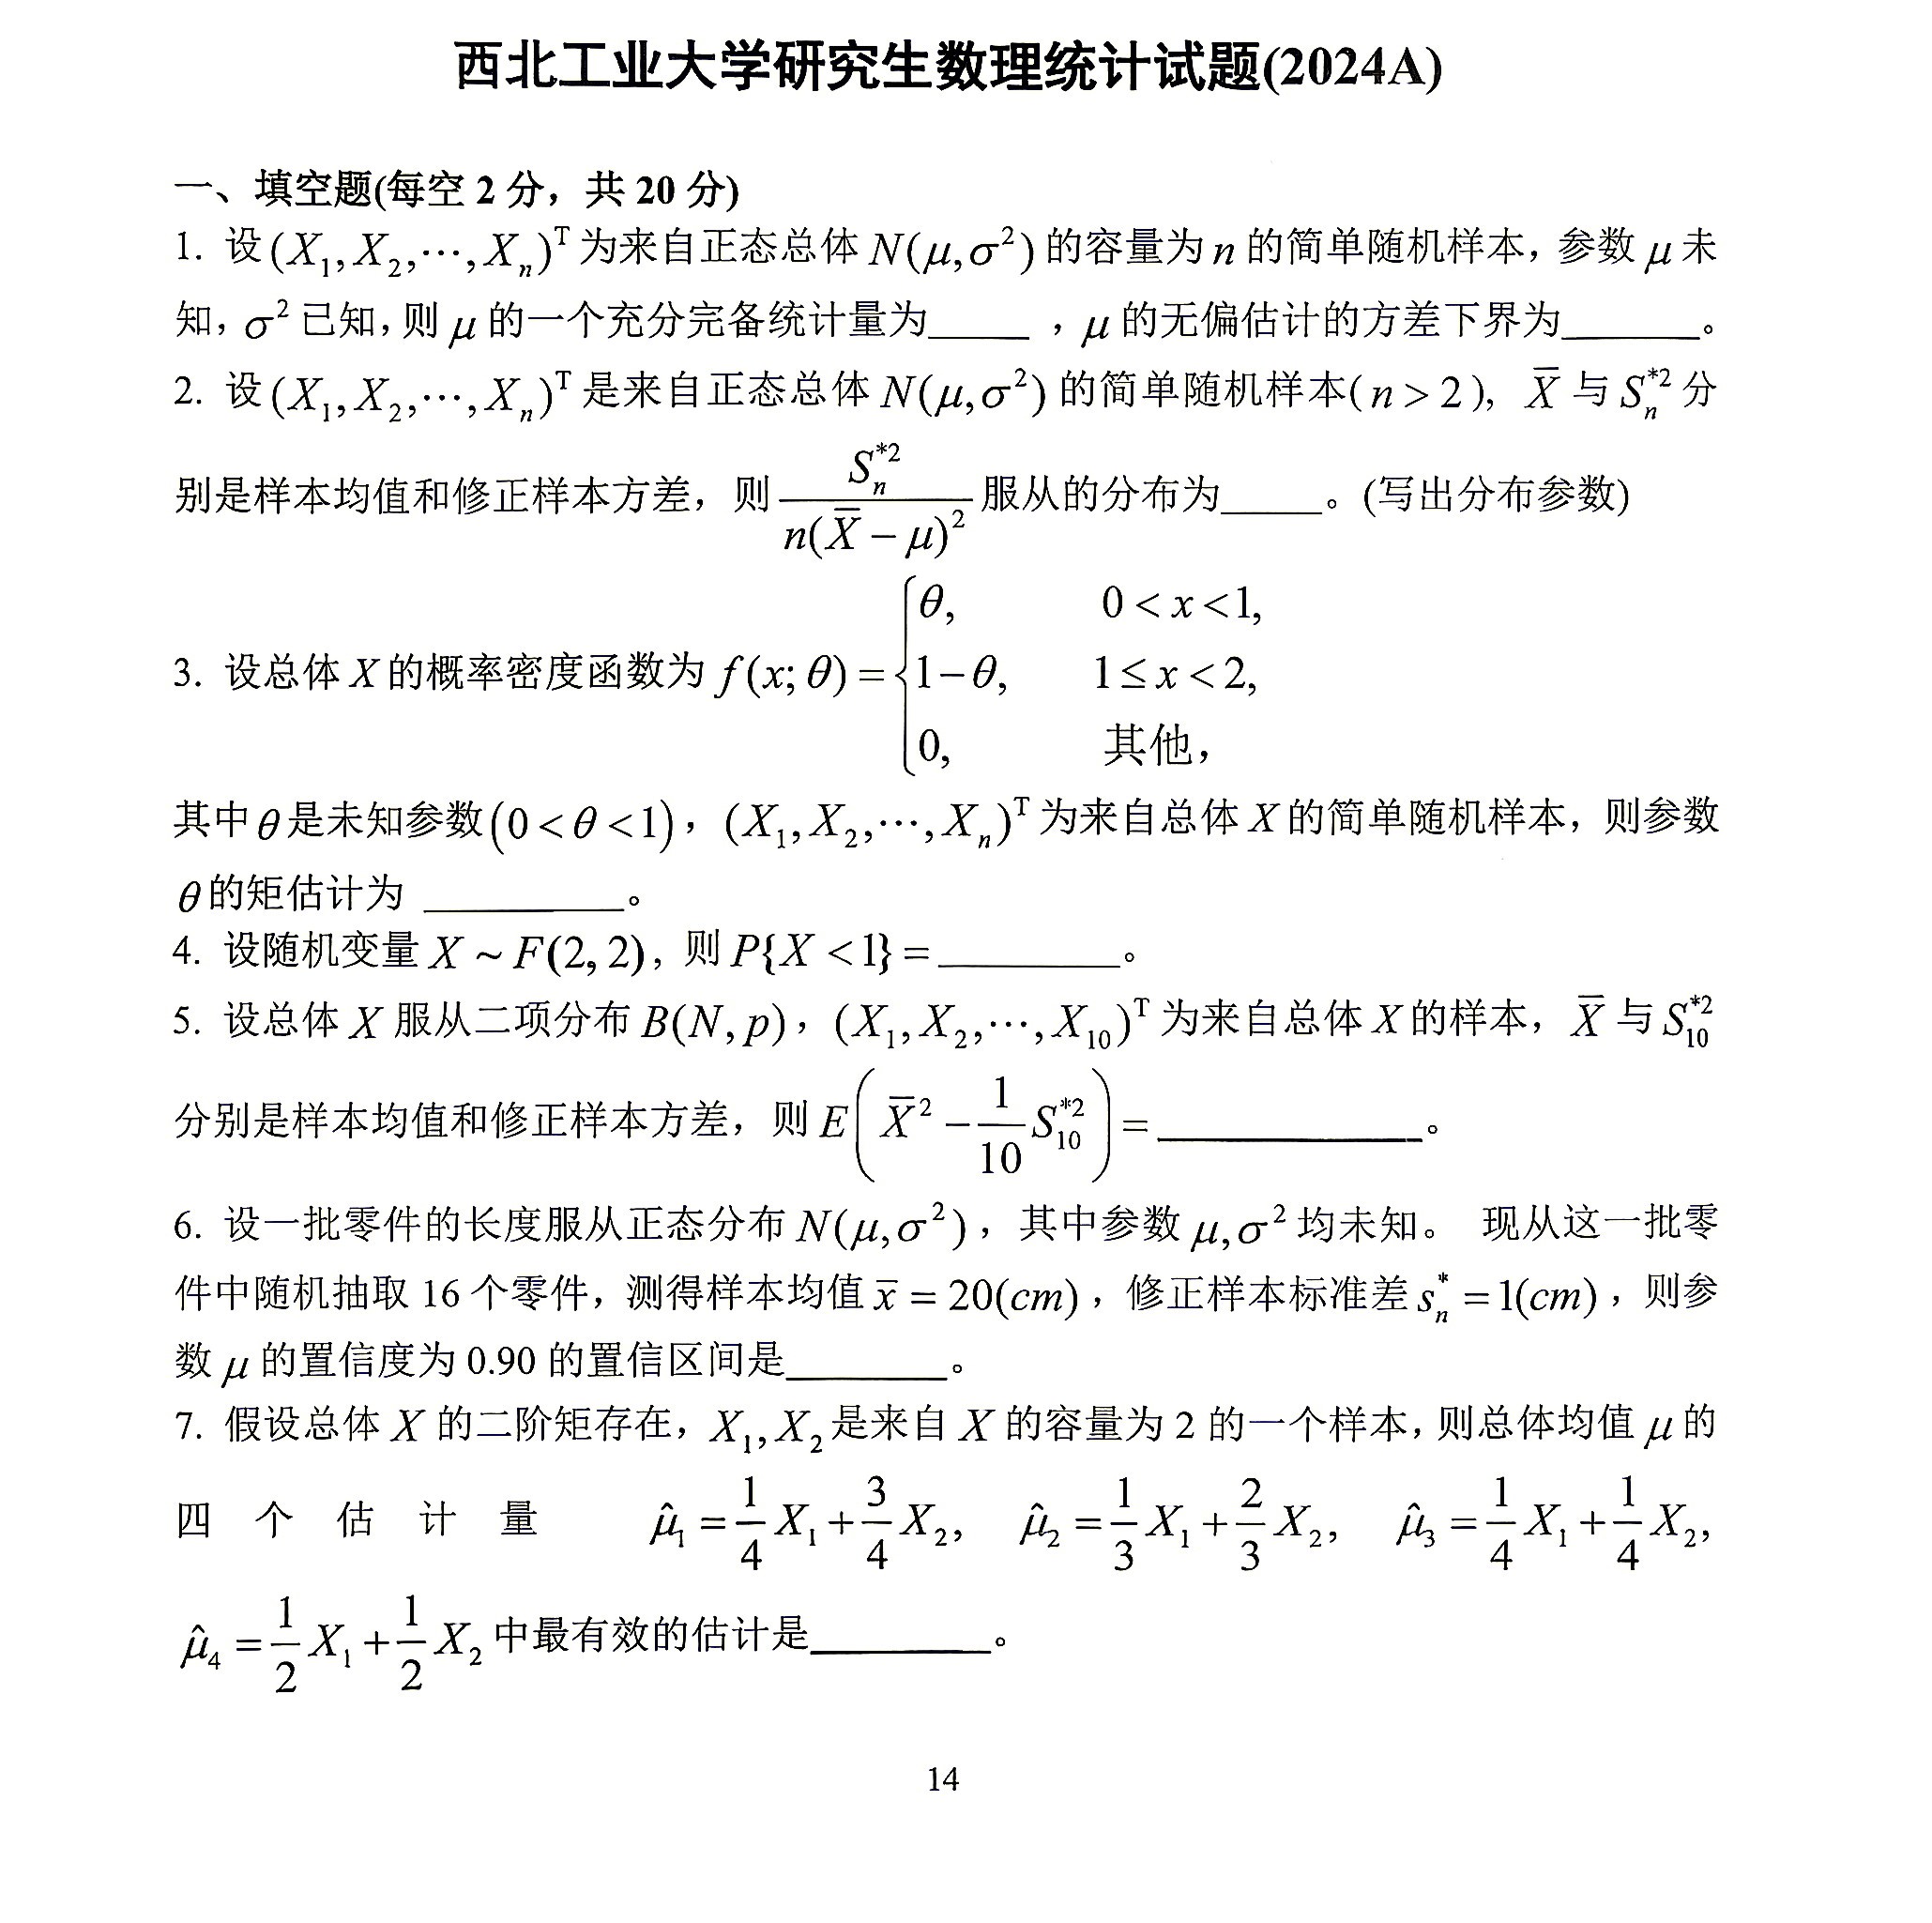 西北工业大学研究生数理统计试题(2024A)
一、填空题(每空 2 分，共 20 分)
1. 设 $(X_1, X_2, \cdots, X_n)^{\mathrm{T}}$ 为来自正态总体 $N(\mu, \sigma^2)$ 的容量为 $n$ 的简单随机样本，参数 $\mu$ 未
知，$\sigma^2$ 已知，则 $\mu$ 的一个充分完备统计量为_____ ，$\mu$ 的无偏估计的方差下界为_______。
2. 设 $(X_1, X_2, \cdots, X_n)^{\mathrm{T}}$ 是来自正态总体 $N(\mu, \sigma^2)$ 的简单随机样本( $n > 2$ )，$\overline{X}$ 与 $S_n^{*2}$ 分
别是样本均值和修正样本方差，则 $\frac{S_n^{*2}}{n(\overline{X} - \mu)^2}$ 服从的分布为_____。(写出分布参数)
3. 设总体 $X$ 的概率密度函数为 $f(x; \theta) = \begin{cases} \theta, & 0 < x < 1, \\ 1 - \theta, & 1 \le x < 2, \\ 0, & 其他， \end{cases}$
其中 $\theta$ 是未知参数 $(0 < \theta < 1)$，$(X_1, X_2, \cdots, X_n)^{\mathrm{T}}$ 为来自总体 $X$ 的简单随机样本，则参数
$\theta$ 的矩估计为 __________。
4. 设随机变量 $X \sim F(2, 2)$，则 $P\{X < 1\} =$_________。
5. 设总体 $X$ 服从二项分布 $B(N, p)$，$(X_1, X_2, \cdots, X_{10})^{\mathrm{T}}$ 为来自总体 $X$ 的样本，$\overline{X}$ 与 $S_{10}^{*2}$
分别是样本均值和修正样本方差，则 $E\left( \overline{X}^2 - \frac{1}{10} S_{10}^{*2} \right) =$ _____________。
6. 设一批零件的长度服从正态分布 $N(\mu, \sigma^2)$，其中参数 $\mu, \sigma^2$ 均未知。 现从这一批零
件中随机抽取 16 个零件，测得样本均值 $\overline{x} = 20(cm)$，修正样本标准差 $s_n^{*} = 1(cm)$，则参
数 $\mu$ 的置信度为 0.90 的置信区间是________。
7. 假设总体 $X$ 的二阶矩存在，$X_1, X_2$ 是来自 $X$ 的容量为 2 的一个样本，则总体均值 $\mu$ 的
四 个 估 计 量 $\hat{\mu}_1 = \frac{1}{4} X_1 + \frac{3}{4} X_2,$ $\hat{\mu}_2 = \frac{1}{3} X_1 + \frac{2}{3} X_2,$ $\hat{\mu}_3 = \frac{1}{4} X_1 + \frac{1}{4} X_2,$
$\hat{\mu}_4 = \frac{1}{2} X_1 + \frac{1}{2} X_2$ 中最有效的估计是_________。
14